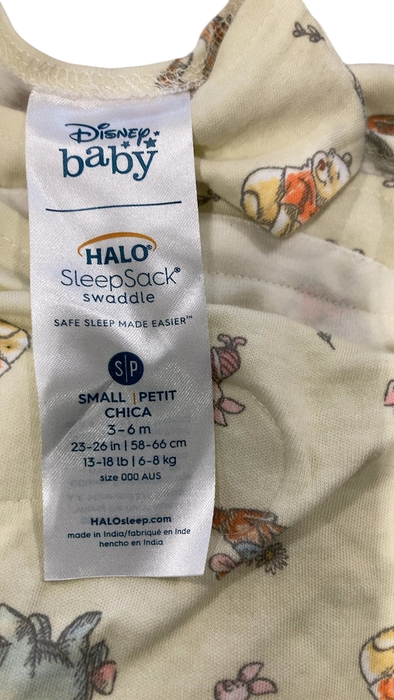 Disney
baby
HALO®
SleepSack®
swaddle
SAFE SLEEP MADE EASIER™
S|P
SMALL | PETIT
CHICA
3-6 m
23-26 in | 58-66 cm
13-18 lb | 6-8 kg
size 000 AUS
HALOsleep.com
made in India/fabriqué en Inde
hencho en India